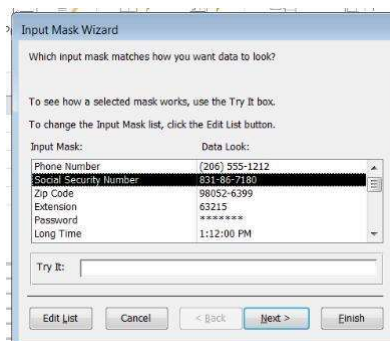 Input Mask Wizard
Which input mask matches how you want data to look?
To see how a selected mask works, use the Try It box.
To change the Input Mask list, click the Edit List button.
Input Mask: Data Look:
Phone Number (206) 555-1212
Social Security Number 831-86-7180
Zip Code 98052-6399
Extension 63215
Password *******
Long Time 1:12:00 PM
Try It:
Edit List Cancel < Back Next > Finish